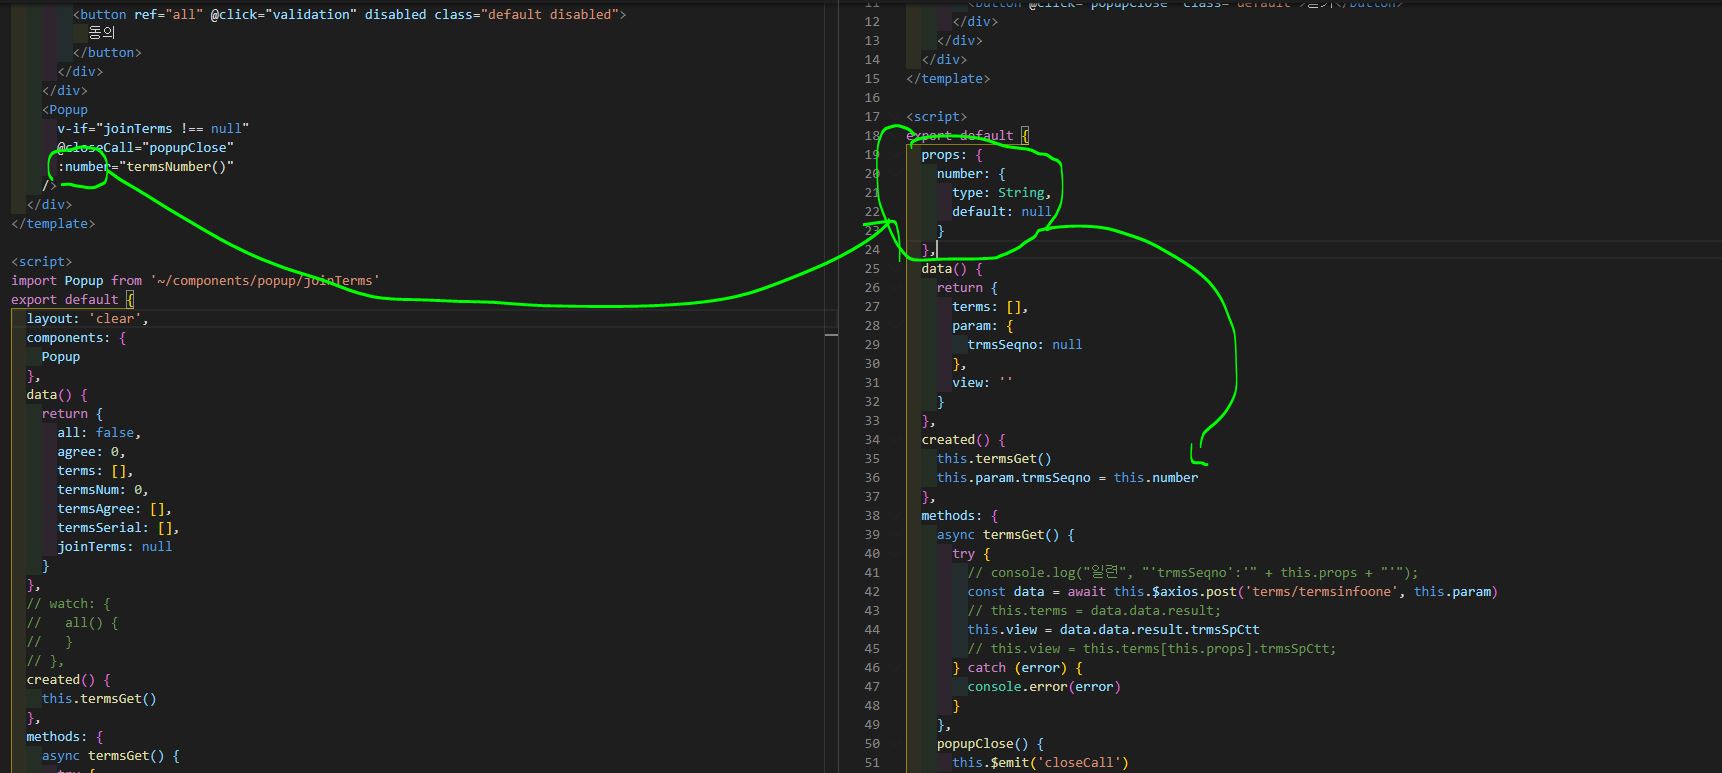 <button ref="all" @click="validation" disabled class="default disabled">
동의
</button>
</div>
</div>
<Popup
v-if="joinTerms !== null"
@closeCall="popupClose"
:number="termsNumber()"
/>
</div>
</template>
<script>
import Popup from '~/components/popup/joinTerms'
export default {
layout: 'clear',
components: {
Popup
},
data() {
return {
all: false,
agree: 0,
terms: [],
termsNum: 0,
termsAgree: [],
termsSerial: [],
joinTerms: null
}
},
// watch: {
//   all() {
//   }
// },
created() {
this.termsGet()
},
methods: {
async termsGet() {
try {
11 <button @click="popupClose" class="default">닫기</button>
12 </div>
13 </div>
14 </div>
15 </template>
16
17 <script>
18 export default {
19 props: {
20 number: {
21 type: String,
22 default: null
23 }
24 },
25 data() {
26 return {
27 terms: [],
28 param: {
29 trmsSeqno: null
30 },
31 view: ''
32 }
33 },
34 created() {
35 this.termsGet()
36 this.param.trmsSeqno = this.number
37 },
38 methods: {
39 async termsGet() {
40 try {
41 // console.log("일련", "'trmsSeqno':'" + this.props + "'");
42 const data = await this.$axios.post('terms/termsinfoone', this.param)
43 // this.terms = data.data.result;
44 this.view = data.data.result.trmsSpCtt
45 // this.view = this.terms[this.props].trmsSpCtt;
46 } catch (error) {
47 console.error(error)
48 }
49 },
50 popupClose() {
51 this.$emit('closeCall')